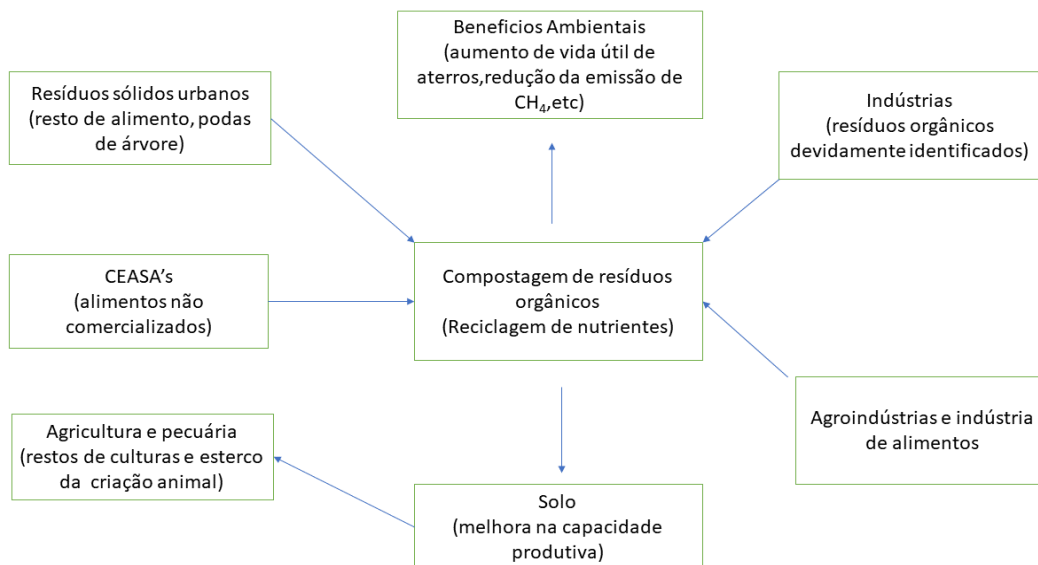 Beneficios Ambientais
(aumento de vida útil de
aterros,redução da emissão de
CH₄,etc)
Resíduos sólidos urbanos
(resto de alimento, podas
de árvore)
Indústrias
(resíduos orgânicos
devidamente identificados)
CEASA’s
(alimentos não
comercializados)
Compostagem de resíduos
orgânicos
(Reciclagem de nutrientes)
Agroindústrias e indústria
de alimentos
Agricultura e pecuária
(restos de culturas e esterco
da criação animal)
Solo
(melhora na capacidade
produtiva)